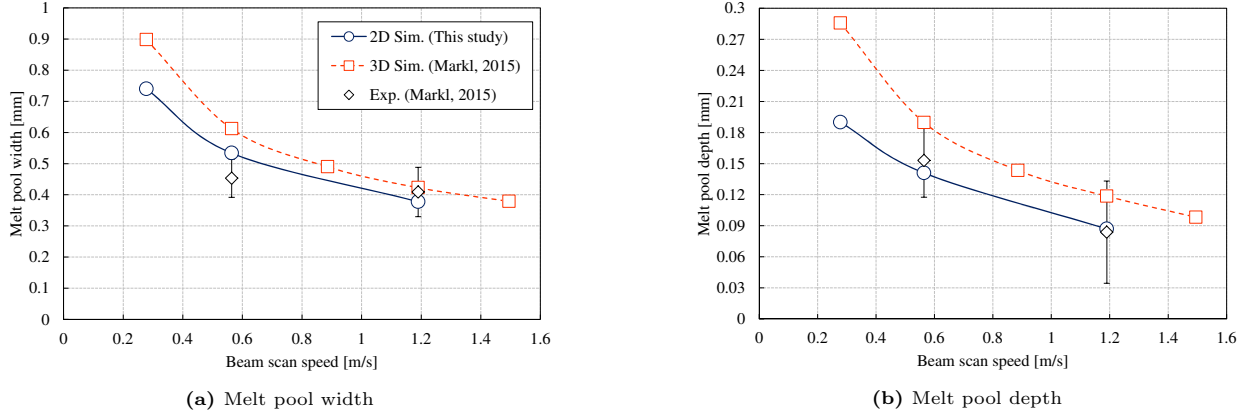 1
0.9
0.8
0.7
0.6
0.5
0.4
0.3
0.2
0.1
0
Melt pool width [mm]
2D Sim. (This study)
3D Sim. (Markl, 2015)
Exp. (Markl, 2015)
0 0.2 0.4 0.6 0.8 1 1.2 1.4 1.6
Beam scan speed [m/s]
(a) Melt pool width
0.3
0.27
0.24
0.21
0.18
0.15
0.12
0.09
0.06
0.03
0
Melt pool depth [mm]
0 0.2 0.4 0.6 0.8 1 1.2 1.4 1.6
Beam scan speed [m/s]
(b) Melt pool depth